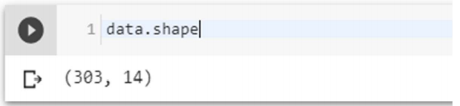 1 data.shape
(303, 14)